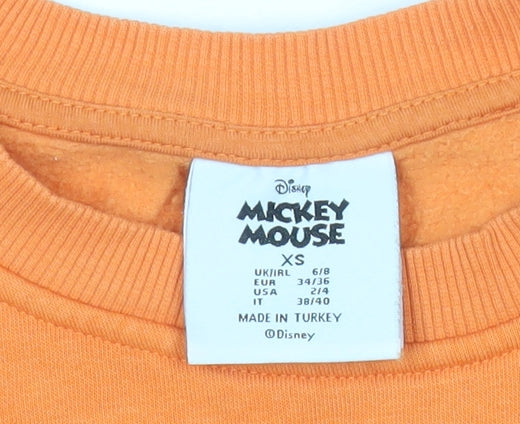 Disney
MICKEY
MOUSE
XS
UK/IRL 6/8
EUR 34/36
USA 2/4
IT 38/40
MADE IN TURKEY
©Disney